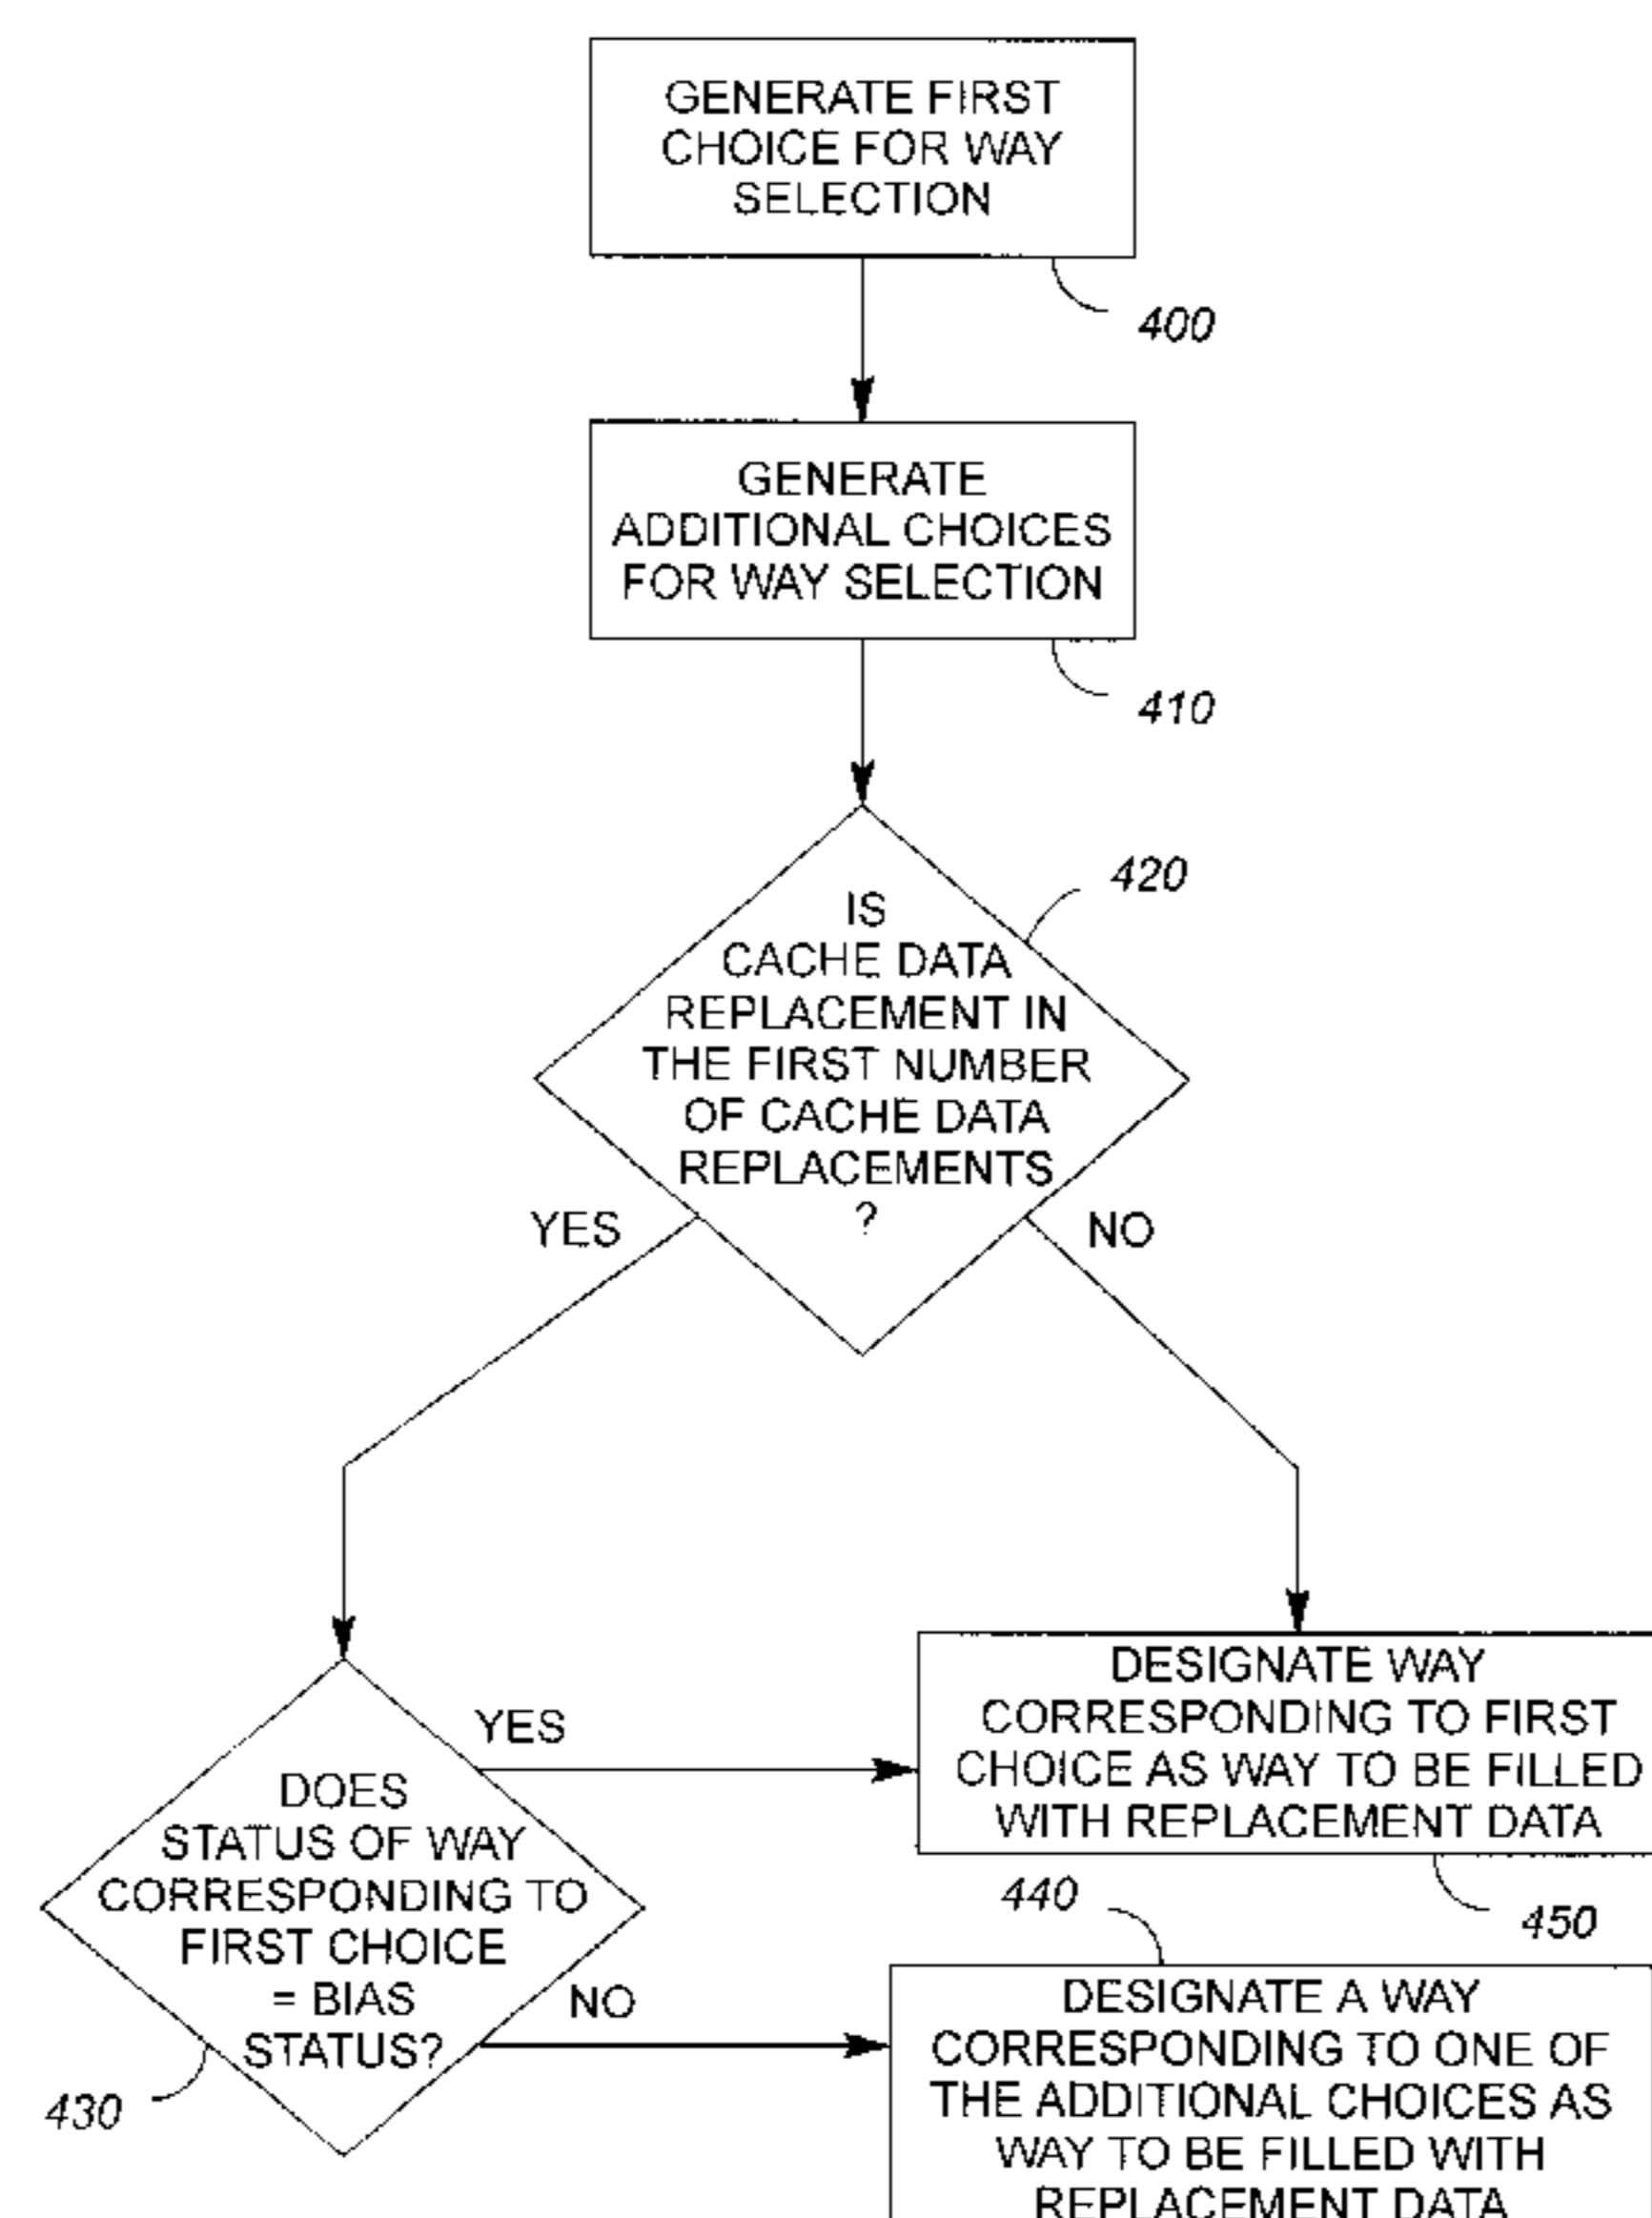 GENERATE FIRST
CHOICE FOR WAY
SELECTION
400
GENERATE
ADDITIONAL CHOICES
FOR WAY SELECTION
410
420
IS
CACHE DATA
REPLACEMENT IN
THE FIRST NUMBER
OF CACHE DATA
REPLACEMENTS
?
YES
NO
DESIGNATE WAY
CORRESPONDING TO FIRST
CHOICE AS WAY TO BE FILLED
WITH REPLACEMENT DATA
450
YES
DOES
STATUS OF WAY
CORRESPONDING TO
FIRST CHOICE
= BIAS
STATUS?
NO
430
440
DESIGNATE A WAY
CORRESPONDING TO ONE OF
THE ADDITIONAL CHOICES AS
WAY TO BE FILLED WITH
REPLACEMENT DATA